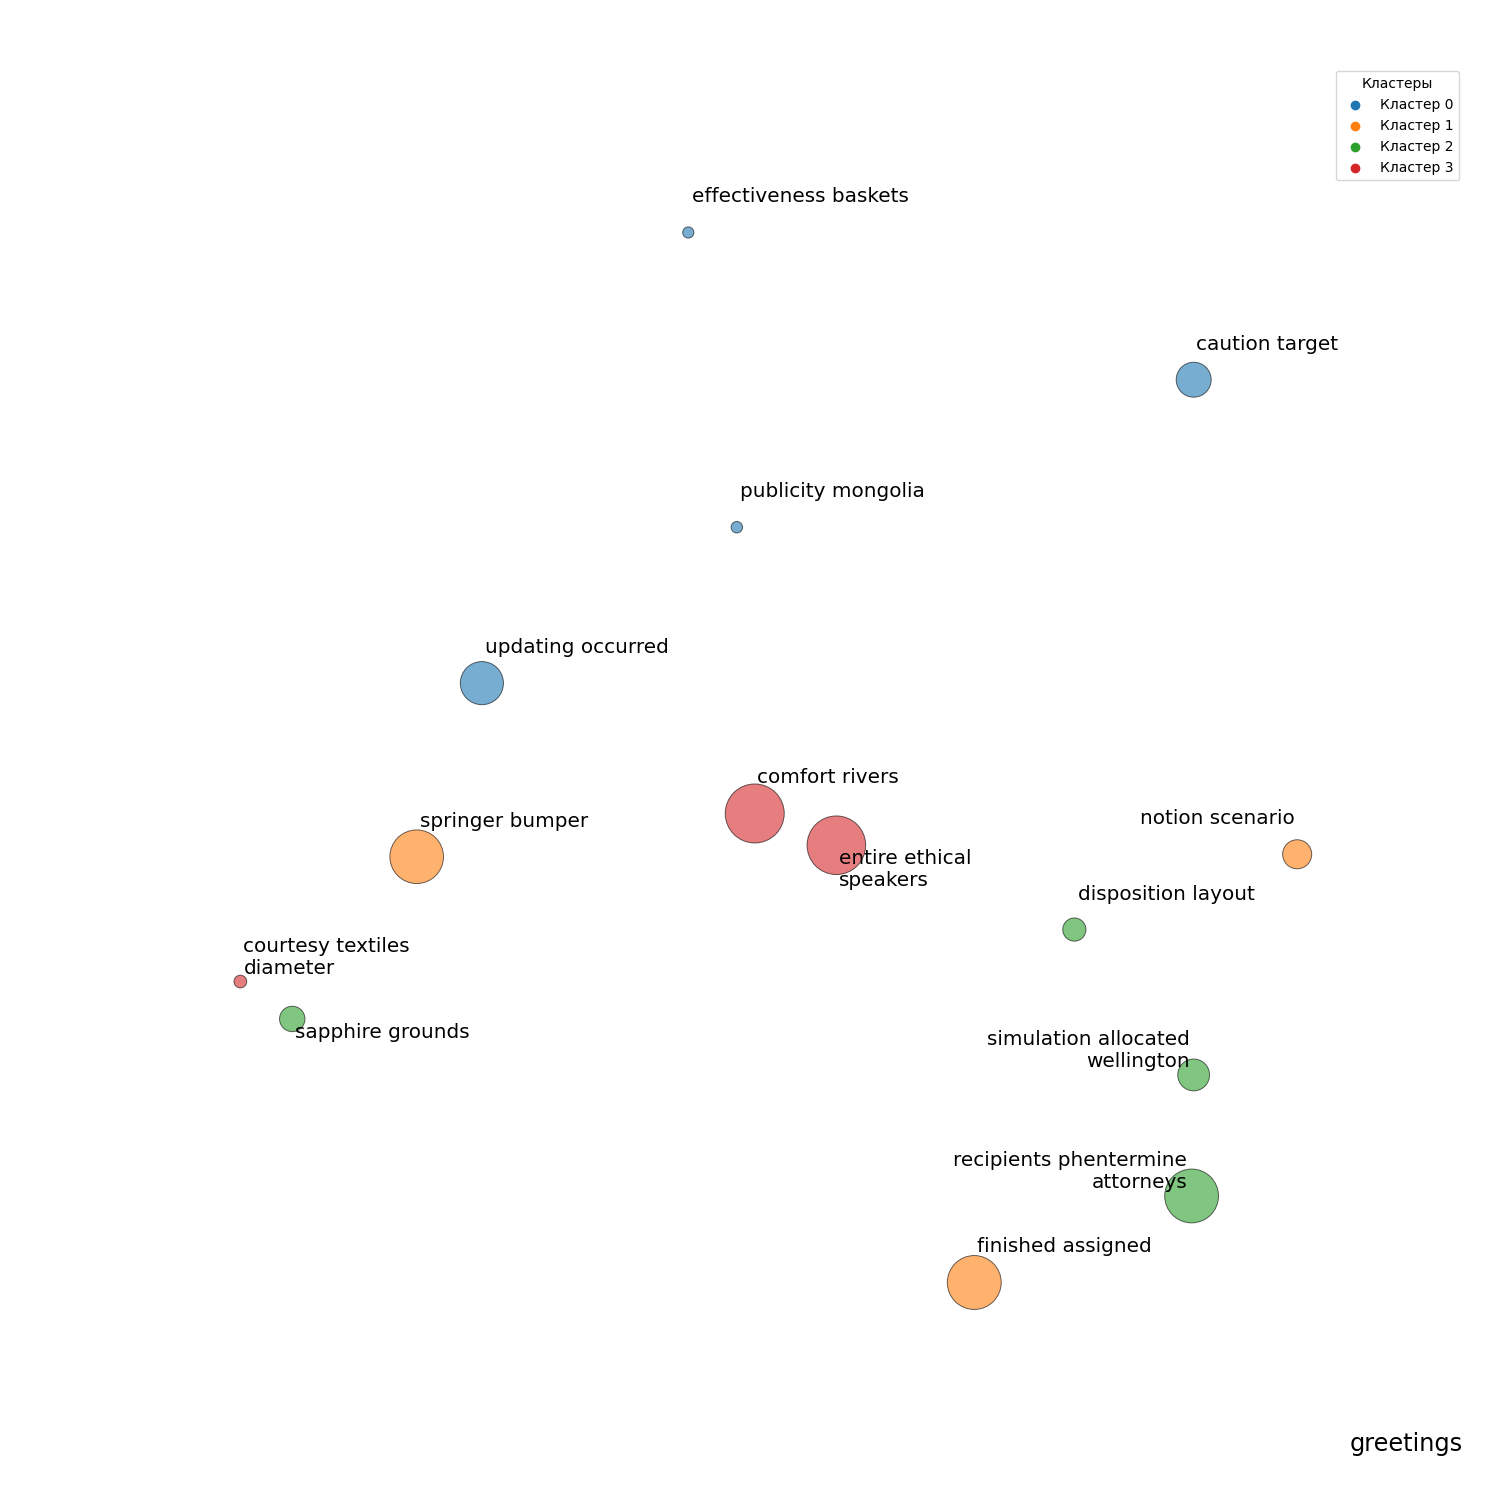 Кластеры
Кластер 0
Кластер 1
Кластер 2
Кластер 3
effectiveness baskets
caution target
publicity mongolia
updating occurred
comfort rivers
springer bumper
notion scenario
entire ethical
speakers
disposition layout
courtesy textiles
diameter
sapphire grounds
simulation allocated
wellington
recipients phentermine
attorneys
finished assigned
greetings